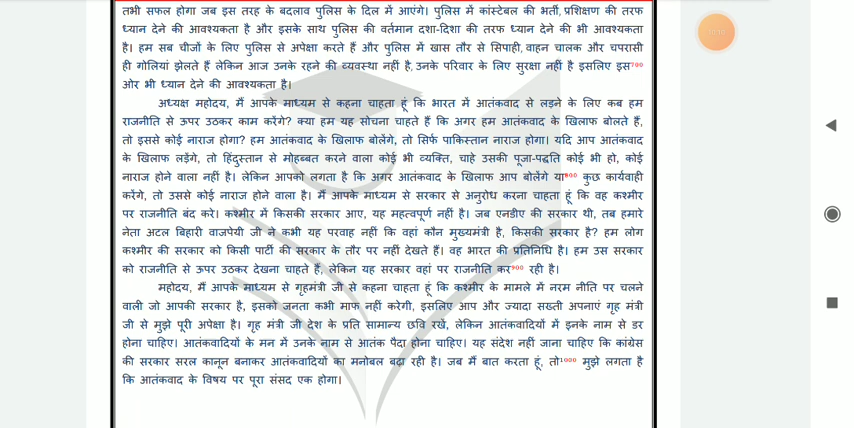 तभी सफल होगा जब इस तरह के बदलाव पुलिस के दिल में आएंगे। पुलिस में कांस्टेबल की भर्ती, प्रशिक्षण की तरफ
ध्यान देने की आवश्यकता है और इसके साथ पुलिस की वर्तमान दशा-दिशा की तरफ ध्यान देने की भी आवश्यकता
है। हम सब चीजों के लिए पुलिस से अपेक्षा करते हैं और पुलिस में खास तौर से सिपाही, वाहन चालक और चपरासी
ही गोलियां झेलते हैं लेकिन आज उनके रहने की व्यवस्था नहीं है, उनके परिवार के लिए सुरक्षा नहीं है इसलिए इस⁷⁰⁰
ओर भी ध्यान देने की आवश्यकता है।
अध्यक्ष महोदय, मैं आपके माध्यम से कहना चाहता हूं कि भारत में आतंकवाद से लड़ने के लिए कब हम
राजनीति से ऊपर उठकर काम करेंगे? क्या हम यह सोचना चाहते हैं कि अगर हम आतंकवाद के खिलाफ बोलते हैं,
तो इससे कोई नाराज होगा? हम आतंकवाद के खिलाफ बोलेंगे, तो सिर्फ पाकिस्तान नाराज होगा। यदि आप आतंकवाद
के खिलाफ लड़ेंगे, तो हिंदुस्तान से मोहब्बत करने वाला कोई भी व्यक्ति, चाहे उसकी पूजा-पद्धति कोई भी हो, कोई
नाराज होने वाला नहीं है। लेकिन आपको लगता है कि अगर आतंकवाद के खिलाफ आप बोलेंगे या⁸⁰⁰ कुछ कार्यवाही
करेंगे, तो उससे कोई नाराज होने वाला है। मैं आपके माध्यम से सरकार से अनुरोध करना चाहता हूं कि वह कश्मीर
पर राजनीति बंद करे। कश्मीर में किसकी सरकार आए, यह महत्वपूर्ण नहीं है। जब एनडीए की सरकार थी, तब हमारे
नेता अटल बिहारी वाजपेयी जी ने कभी यह परवाह नहीं कि वहां कौन मुख्यमंत्री है, किसकी सरकार है? हम लोग
कश्मीर की सरकार को किसी पार्टी की सरकार के तौर पर नहीं देखते हैं। वह भारत की प्रतिनिधि है। हम उस सरकार
को राजनीति से ऊपर उठकर देखना चाहते हैं, लेकिन यह सरकार वहां पर राजनीति कर⁹⁰⁰ रही है।
महोदय, मैं आपके माध्यम से गृहमंत्री जी से कहना चाहता हूं कि कश्मीर के मामले में नरम नीति पर चलने
वाली जो आपकी सरकार है, इसको जनता कभी माफ नहीं करेगी, इसलिए आप और ज्यादा सख्ती अपनाएं गृह मंत्री
जी से मुझे पूरी अपेक्षा है। गृह मंत्री जी देश के प्रति सामान्य छवि रखें, लेकिन आतंकवादियों में इनके नाम से डर
होना चाहिए। आतंकवादियों के मन में उनके नाम से आतंक पैदा होना चाहिए। यह संदेश नहीं जाना चाहिए कि कांग्रेस
की सरकार सरल कानून बनाकर आतंकवादियों का मनोबल बढ़ा रही है। जब मैं बात करता हूं, तो¹⁰⁰⁰ मुझे लगता है
कि आतंकवाद के विषय पर पूरा संसद एक होगा।